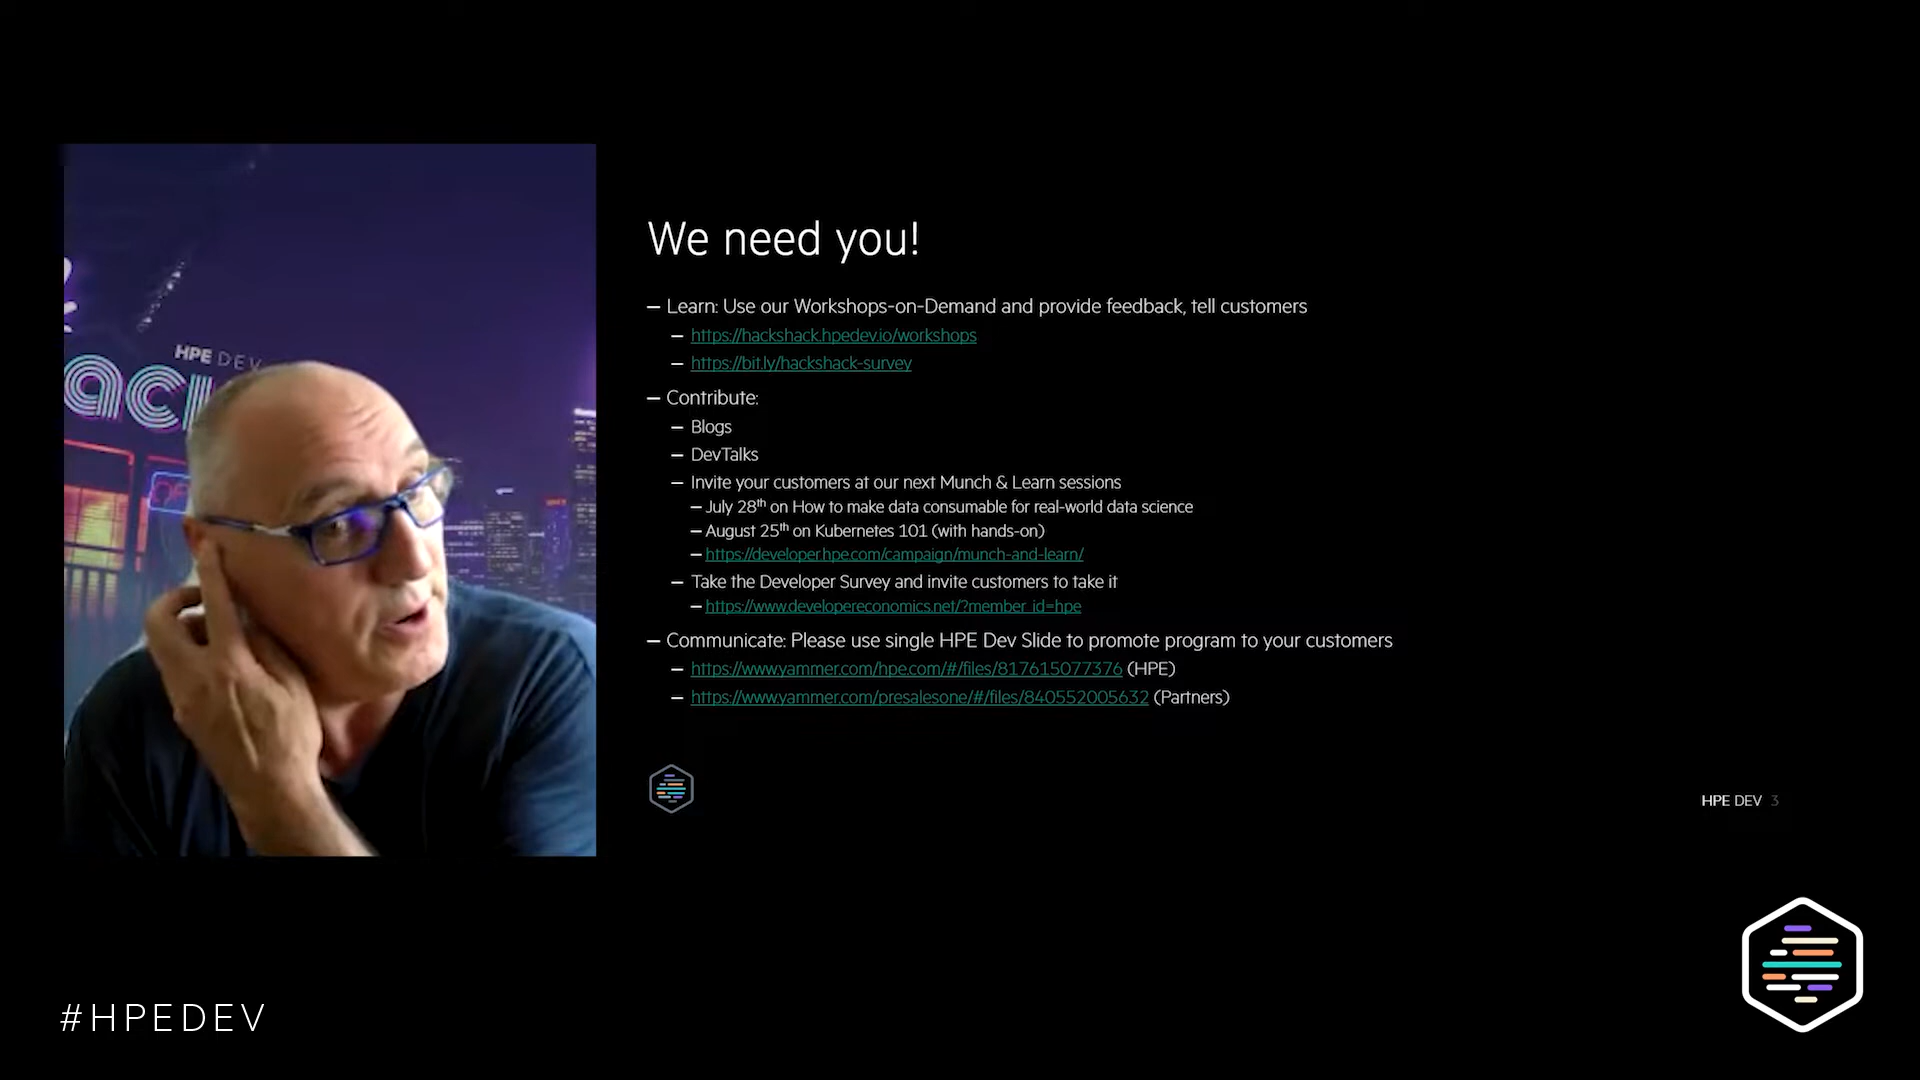 HPE DEV
ack
We need you!
– Learn: Use our Workshops-on-Demand and provide feedback, tell customers
– https://hackshack.hpedev.io/workshops
– https://bit.ly/hackshack-survey
– Contribute:
– Blogs
– DevTalks
– Invite your customers at our next Munch & Learn sessions
– July 28th on How to make data consumable for real-world data science
– August 25th on Kubernetes 101 (with hands-on)
– https://developer.hpe.com/campaign/munch-and-learn/
– Take the Developer Survey and invite customers to take it
– https://www.developereconomics.net/?member_id=hpe
– Communicate: Please use single HPE Dev Slide to promote program to your customers
– https://www.yammer.com/hpe.com/#/files/817615077376 (HPE)
– https://www.yammer.com/presalesone/#/files/840552005632 (Partners)
HPE DEV 3
#HPEDEV